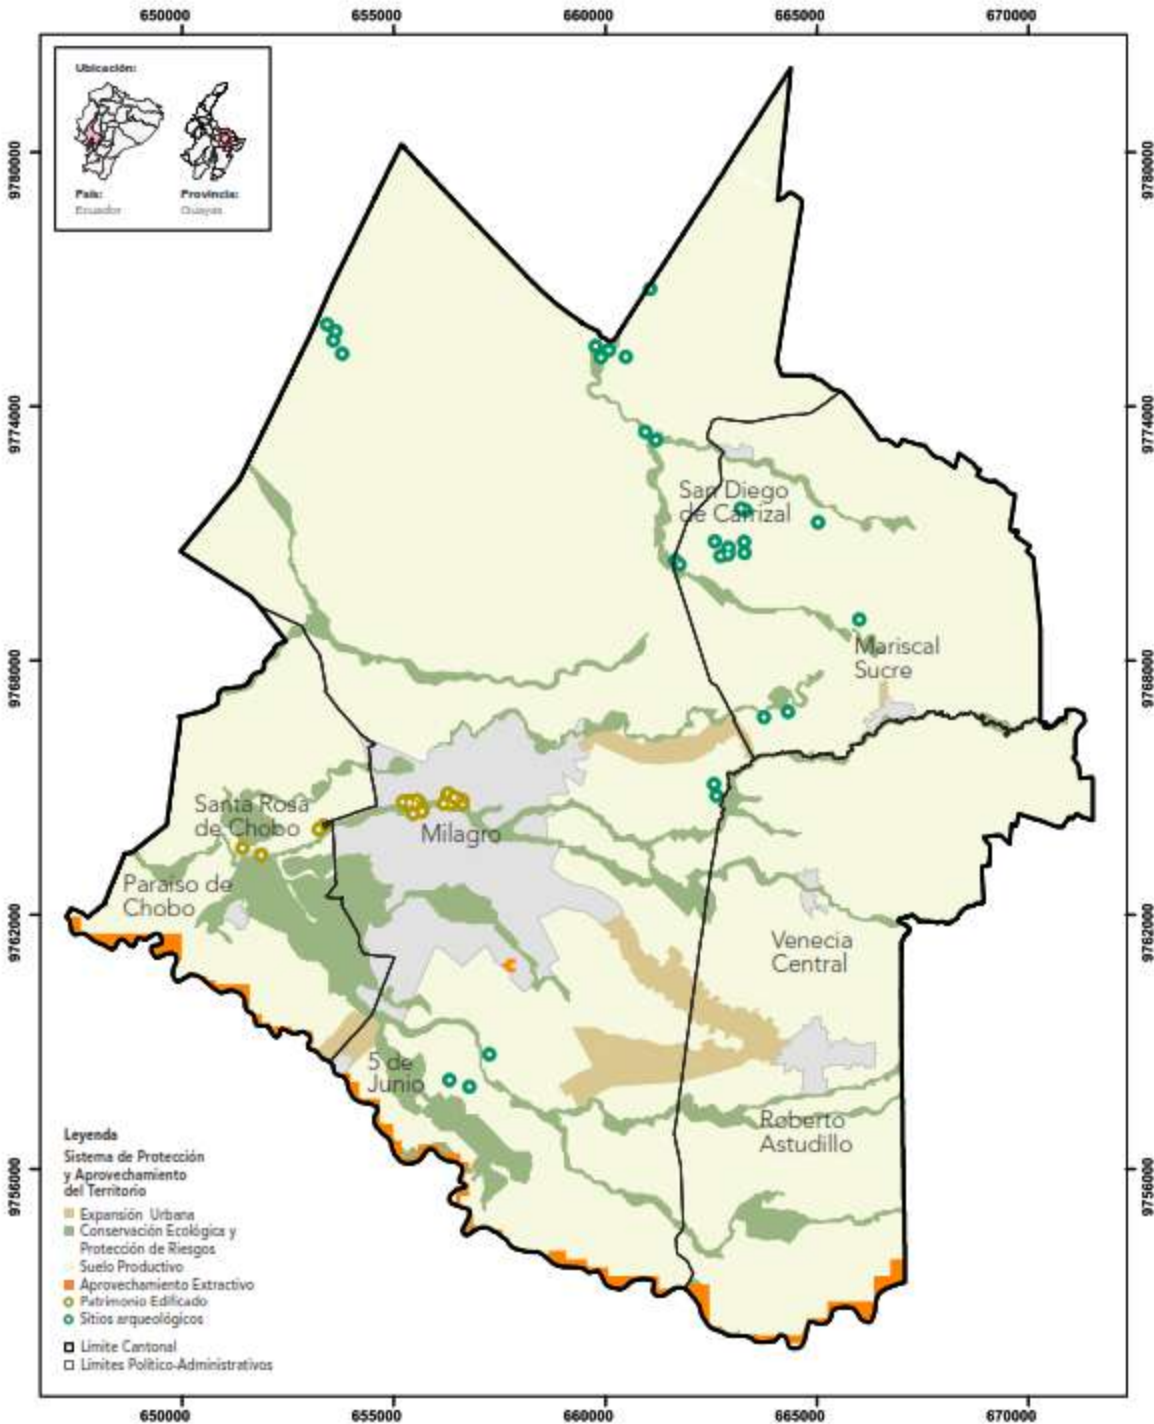 650000
655000
660000
665000
670000
Ubicación:
País:
Ecuador
Provincia:
Guayas
9780000
9780000
9774000
9774000
San Diego
de Carrizal
Mariscal
Sucre
9768000
9768000
Santa Rosa
de Chobo
Milagro
Paraíso de
Chobo
9762000
9762000
Venecia
Central
5 de
Junio
Roberto
Astudillo
9756000
9756000
Leyenda
Sistema de Protección
y Aprovechamiento
del Territorio
Expansión Urbana
Conservación Ecológica y
Protección de Riesgos
Suelo Productivo
Aprovechamiento Extractivo
Patrimonio Edificado
Sitios arqueológicos
Límite Cantonal
Límites Político-Administrativos
650000
655000
660000
665000
670000